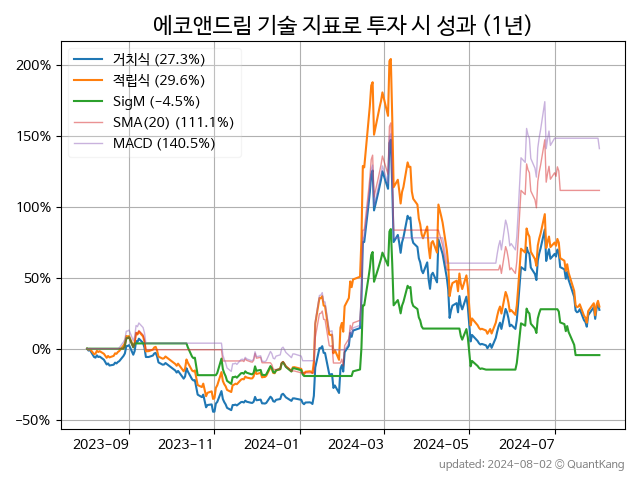 에코앤드림 기술 지표로 투자 시 성과 (1년)
거치식 (27.3%)
적립식 (29.6%)
SigM (−4.5%)
SMA(20) (111.1%)
MACD (140.5%)
200%
150%
100%
50%
0%
−50%
2023-09 2023-11 2024-01 2024-03 2024-05 2024-07
updated: 2024-08-02 © QuantKang